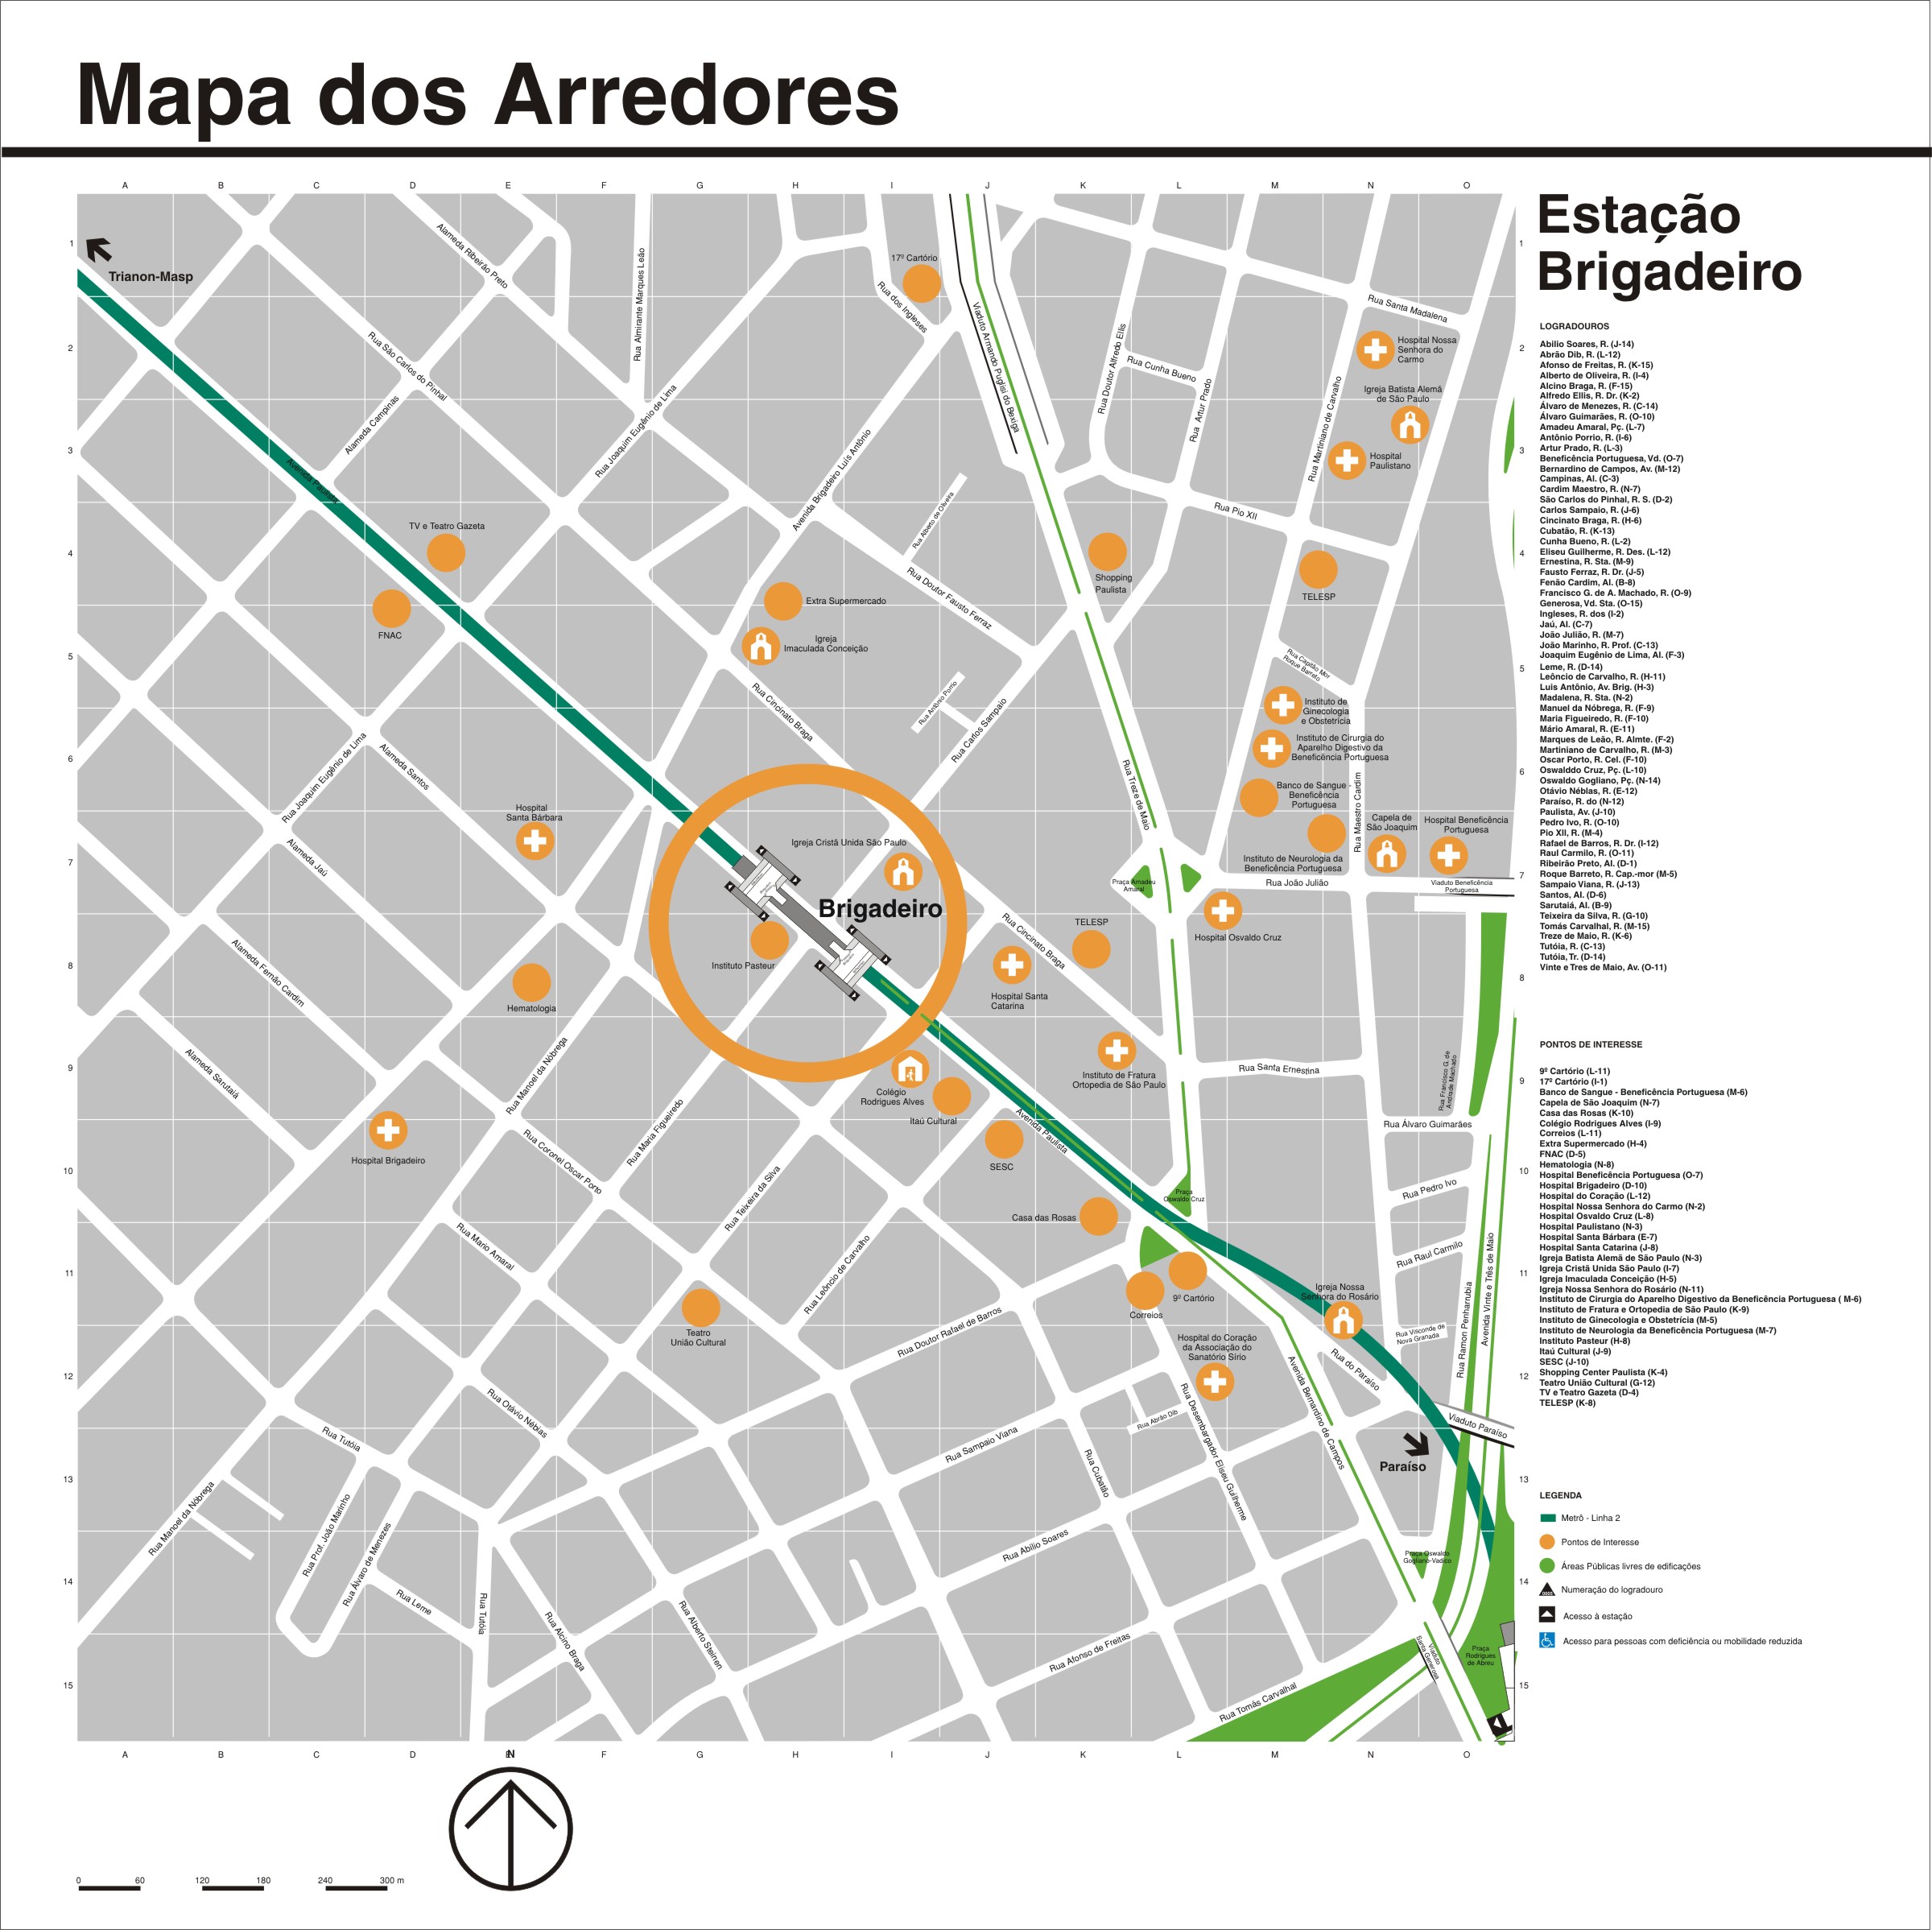 Mapa dos Arredores
A B C D E F G H I J K L M N O
1
2
3
4
5
6
7
8
9
10
11
12
13
14
15
Trianon-Masp
Alameda Ribeirão Preto
Rua Almirante Marques Leão
17º Cartório
Rua dos Ingleses
Viaduto Armando Puglisi do Bexiga
Rua São Carlos do Pinhal
Alameda Campinas
Rua Joaquim Eugênio de Lima
Avenida Brigadeiro Luís Antônio
Rua Doutor Alfredo Ellis
Rua Cunha Bueno
Rua Artur Prado
Rua Martiniano de Carvalho
Rua Santa Madalena
Hospital Nossa
Senhora do
Carmo
Igreja Batista Alemã
de São Paulo
Hospital
Paulistano
Avenida Paulista
TV e Teatro Gazeta
FNAC
Rua Alberto de Oliveira
Rua Pio XII
Shopping
Paulista
TELESP
Extra Supermercado
Igreja
Imaculada Conceição
Rua Doutor Fausto Ferraz
Rua Capitão Mor
Roque Barreto
Rua Cincinato Braga
Rua Antônio Porrio
Rua Carlos Sampaio
Instituto de
Ginecologia
e Obstetrícia
Instituto de Cirurgia do
Aparelho Digestivo da
Beneficência Portuguesa
Banco de Sangue -
Beneficência
Portuguesa
Rua Treze de Maio
Rua Maestro Cardim
Instituto de Neurologia da
Beneficência Portuguesa
Capela de
São Joaquim
Hospital Beneficência
Portuguesa
Rua Joaquim Eugênio de Lima
Alameda Santos
Hospital
Santa Bárbara
Alameda Jaú
Igreja Cristã Unida São Paulo
Brigadeiro
Instituto Pasteur
Praça Amadeu
Amaral
Rua João Julião
Viaduto Beneficência
Portuguesa
Hospital Osvaldo Cruz
Rua Cincinato Braga
TELESP
Hospital Santa
Catarina
Alameda Fernão Cardim
Hematologia
Instituto de Fratura
Ortopedia de São Paulo
Rua Santa Ernestina
Rua Francisco G. de
Andrade Machado
Alameda Sarutaiá
Rua Manoel da Nóbrega
Colégio
Rodrigues Alves
Itaú Cultural
Avenida Paulista
SESC
Rua Álvaro Guimarães
Hospital Brigadeiro
Rua Coronel Oscar Porto
Rua Maria Figueiredo
Rua Teixeira da Silva
Praça
Oswaldo Cruz
Rua Pedro Ivo
Casa das Rosas
Rua Mario Amaral
Rua Leôncio de Carvalho
Rua Raul Carmilo
Avenida Vinte e Três de Maio
Rua Ramon Penharrubia
9º Cartório
Correios
Igreja Nossa
Senhora do Rosário
Teatro
União Cultural
Rua Doutor Rafael de Barros
Hospital do Coração
da Associação do
Sanatório Sírio
Rua Visconde de
Nova Granada
Rua do Paraíso
Avenida Bernardino de Campos
Rua Otávio Nébias
Rua Abrão Dib
Rua Desembargador Eliseu Guilherme
Viaduto Paraíso
Paraíso
Rua Tutóia
Rua Sampaio Viana
Rua Cubatão
Rua Manoel da Nóbrega
Rua Prof. João Marinho
Rua Álvaro de Menezes
Rua Abílio Soares
Praça Oswaldo
Gogliano-Vadico
Rua Leme
Rua Tutóia
Rua Alcino Braga
Rua Alberto Steinen
Rua Afonso de Freitas
Rua Tomás Carvalhal
Viaduto
Santa Generosa
Praça
Rodrigues
de Abreu
1
2
3
4
5
6
7
8
9
10
11
12
13
14
15
A B C D E F G H I J K L M N O
N
0 60 120 180 240 300 m
Estação
Brigadeiro
LOGRADOUROS
Abilio Soares, R. (J-14)
Abrão Dib, R. (L-12)
Afonso de Freitas, R. (K-15)
Alberto de Oliveira, R. (I-4)
Alcino Braga, R. (F-15)
Alfredo Ellis, R. Dr. (K-2)
Álvaro de Menezes, R. (C-14)
Álvaro Guimarães, R. (O-10)
Amadeu Amaral, Pç. (L-7)
Antônio Porrio, R. (I-6)
Artur Prado, R. (L-3)
Beneficência Portuguesa, Vd. (O-7)
Bernardino de Campos, Av. (M-12)
Campinas, Al. (C-3)
Cardim Maestro, R. (N-7)
São Carlos do Pinhal, R. S. (D-2)
Carlos Sampaio, R. (J-6)
Cincinato Braga, R. (H-6)
Cubatão, R. (K-13)
Cunha Bueno, R. (L-2)
Eliseu Guilherme, R. Des. (L-12)
Ernestina, R. Sta. (M-9)
Fausto Ferraz, R. Dr. (J-5)
Fenão Cardim, Al. (B-8)
Francisco G. de A. Machado, R. (O-9)
Generosa, Vd. Sta. (O-15)
Ingleses, R. dos (I-2)
Jaú, Al. (C-7)
João Julião, R. (M-7)
João Marinho, R. Prof. (C-13)
Joaquim Eugênio de Lima, Al. (F-3)
Leme, R. (D-14)
Leôncio de Carvalho, R. (H-11)
Luis Antônio, Av. Brig. (H-3)
Madalena, R. Sta. (N-2)
Manuel da Nóbrega, R. (F-9)
Maria Figueiredo, R. (F-10)
Mário Amaral, R. (E-11)
Marques de Leão, R. Almte. (F-2)
Martiniano de Carvalho, R. (M-3)
Oscar Porto, R. Cel. (F-10)
Oswalddo Cruz, Pç. (L-10)
Oswaldo Gogliano, Pç. (N-14)
Otávio Néblas, R. (E-12)
Paraíso, R. do (N-12)
Paulista, Av. (J-10)
Pedro Ivo, R. (O-10)
Pio XII, R. (M-4)
Rafael de Barros, R. Dr. (I-12)
Raul Carmilo, R. (O-11)
Ribeirão Preto, Al. (D-1)
Roque Barreto, R. Cap.-mor (M-5)
Sampaio Viana, R. (J-13)
Santos, Al. (D-6)
Sarutaiá, Al. (B-9)
Teixeira da Silva, R. (G-10)
Tomás Carvalhal, R. (M-15)
Treze de Maio, R. (K-6)
Tutóia, R. (C-13)
Tutóia, Tr. (D-14)
Vinte e Tres de Maio, Av. (O-11)
PONTOS DE INTERESSE
9º Cartório (L-11)
17º Cartório (I-1)
Banco de Sangue - Beneficência Portuguesa (M-6)
Capela de São Joaquim (N-7)
Casa das Rosas (K-10)
Colégio Rodrigues Alves (I-9)
Correios (L-11)
Extra Supermercado (H-4)
FNAC (D-5)
Hematologia (N-8)
Hospital Beneficência Portuguesa (O-7)
Hospital Brigadeiro (D-10)
Hospital do Coração (L-12)
Hospital Nossa Senhora do Carmo (N-2)
Hospital Osvaldo Cruz (L-8)
Hospital Paulistano (N-3)
Hospital Santa Bárbara (E-7)
Hospital Santa Catarina (J-8)
Igreja Batista Alemã de São Paulo (N-3)
Igreja Cristã Unida São Paulo (I-7)
Igreja Imaculada Conceição (H-5)
Igreja Nossa Senhora do Rosário (N-11)
Instituto de Cirurgia do Aparelho Digestivo da Beneficência Portuguesa ( M-6)
Instituto de Fratura e Ortopedia de São Paulo (K-9)
Instituto de Ginecologia e Obstetrícia (M-5)
Instituto de Neurologia da Beneficência Portuguesa (M-7)
Instituto Pasteur (H-8)
Itaú Cultural (J-9)
SESC (J-10)
Shopping Center Paulista (K-4)
Teatro União Cultural (G-12)
TV e Teatro Gazeta (D-4)
TELESP (K-8)
LEGENDA
Metrô - Linha 2
Pontos de Interesse
Áreas Públicas livres de edificações
Numeração do logradouro
Acesso à estação
Acesso para pessoas com deficiência ou mobilidade reduzida